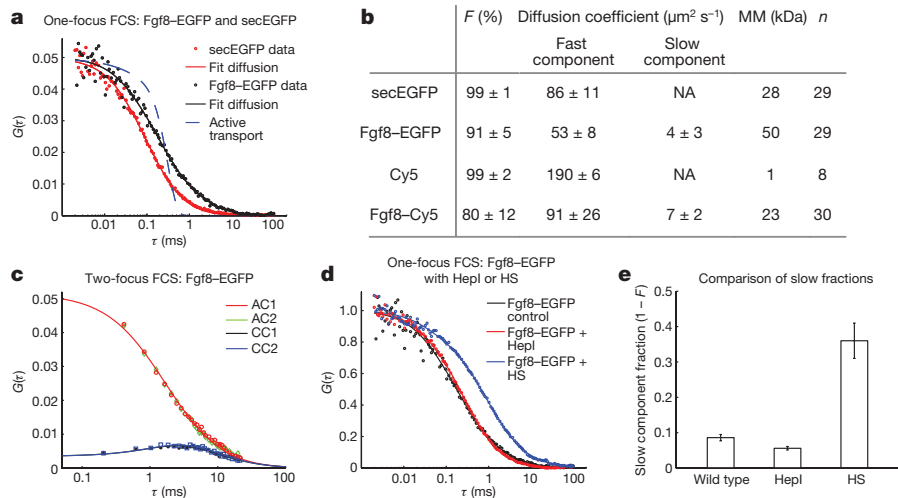 a One-focus FCS: Fgf8–EGFP and secEGFP
G(τ)
0.05
0.04
0.03
0.02
0.01
0
0.01 0.1 1 10 100
τ (ms)
secEGFP data
Fit diffusion
Fgf8–EGFP data
Fit diffusion
Active
transport
b
F (%) Diffusion coefficient (µm² s⁻¹) MM (kDa) n
Fast
component
Slow
component
secEGFP 99 ± 1 86 ± 11 NA 28 29
Fgf8–EGFP 91 ± 5 53 ± 8 4 ± 3 50 29
Cy5 99 ± 2 190 ± 6 NA 1 8
Fgf8–Cy5 80 ± 12 91 ± 26 7 ± 2 23 30
c Two-focus FCS: Fgf8–EGFP
G(τ)
0.05
0.04
0.03
0.02
0.01
0
0.1 1 10 100
τ (ms)
AC1
AC2
CC1
CC2
d One-focus FCS: Fgf8–EGFP
with HepI or HS
G(τ)
1.0
0.8
0.6
0.4
0.2
0.
0.01 0.1 1 10 100
τ (ms)
Fgf8–EGFP
control
Fgf8–EGFP +
HepI
Fgf8–EGFP +
HS
e Comparison of slow fractions
Slow component fraction (1 – F)
0.5
0.4
0.3
0.2
0.1
0
Wild type HepI HS